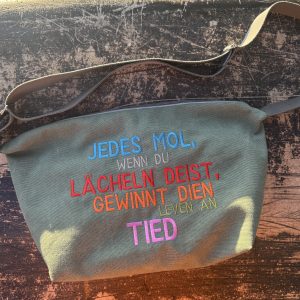 JEDES MOL,
WENN DU
LÄCHELN DEIST,
GEWINNT DIEN
LEVEN AN
TIED